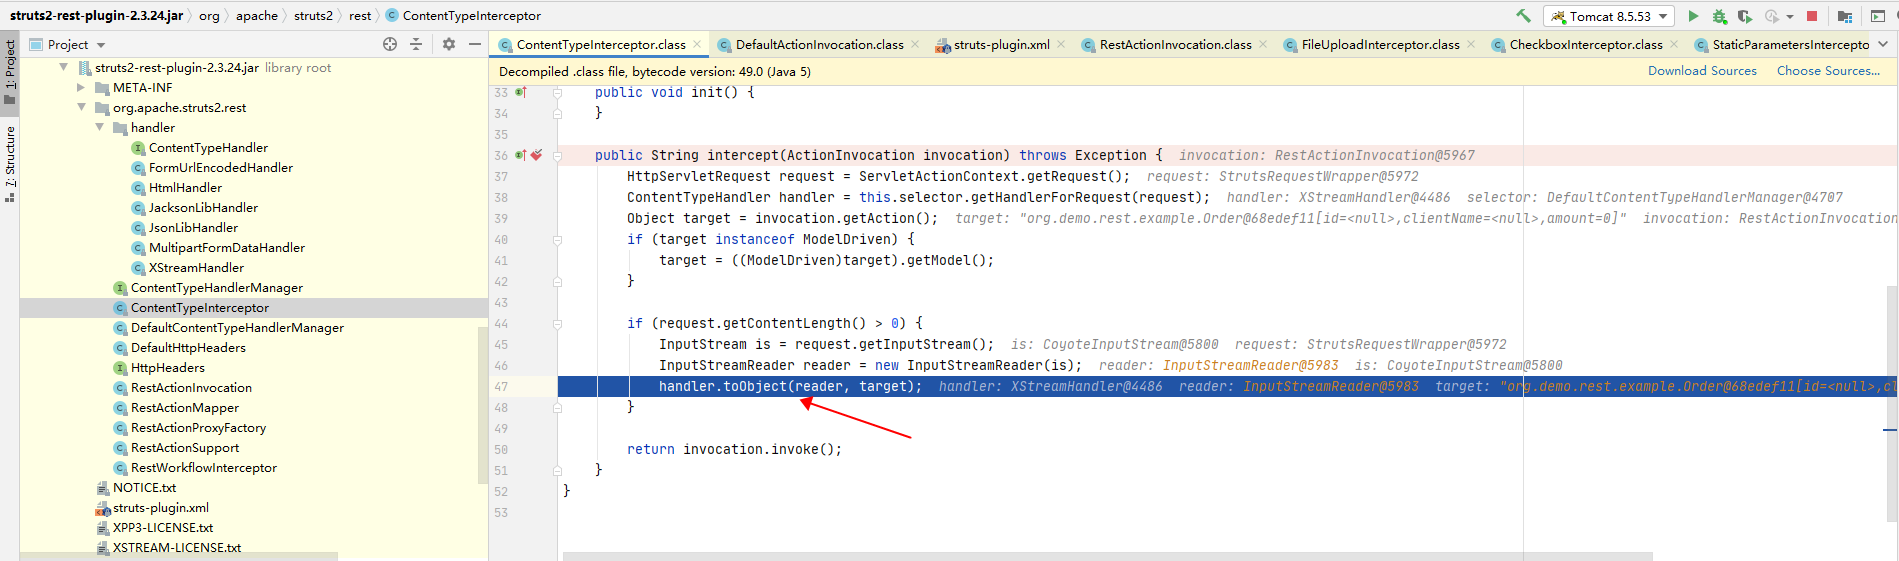 struts2-rest-plugin-2.3.24.jar org apache struts2 rest ContentTypeInterceptor Tomcat 8.5.53
1: Project
7: Structure
Project
struts2-rest-plugin-2.3.24.jar library root
META-INF
org.apache.struts2.rest
handler
ContentTypeHandler
FormUrlEncodedHandler
HtmlHandler
JacksonLibHandler
JsonLibHandler
MultipartFormDataHandler
XStreamHandler
ContentTypeHandlerManager
ContentTypeInterceptor
DefaultContentTypeHandlerManager
DefaultHttpHeaders
HttpHeaders
RestActionInvocation
RestActionMapper
RestActionProxyFactory
RestActionSupport
RestWorkflowInterceptor
NOTICE.txt
struts-plugin.xml
XPP3-LICENSE.txt
XSTREAM-LICENSE.txt
ContentTypeInterceptor.class DefaultActionInvocation.class struts-plugin.xml RestActionInvocation.class FileUploadInterceptor.class CheckboxInterceptor.class StaticParametersIntercepto
Decompiled .class file, bytecode version: 49.0 (Java 5) Download Sources Choose Sources...
33 public void init() {
34 }
35
36 public String intercept(ActionInvocation invocation) throws Exception { invocation: RestActionInvocation@5967
37 HttpServletRequest request = ServletActionContext.getRequest(); request: StrutsRequestWrapper@5972
38 ContentTypeHandler handler = this.selector.getHandlerForRequest(request); handler: XStreamHandler@4486 selector: DefaultContentTypeHandlerManager@4707
39 Object target = invocation.getAction(); target: "org.demo.rest.example.Order@68edef11[id=<null>,clientName=<null>,amount=0]" invocation: RestActionInvocation
40 if (target instanceof ModelDriven) {
41 target = ((ModelDriven)target).getModel();
42 }
43
44 if (request.getContentLength() > 0) {
45 InputStream is = request.getInputStream(); is: CoyoteInputStream@5800 request: StrutsRequestWrapper@5972
46 InputStreamReader reader = new InputStreamReader(is); reader: InputStreamReader@5983 is: CoyoteInputStream@5800
47 handler.toObject(reader, target); handler: XStreamHandler@4486 reader: InputStreamReader@5983 target: "org.demo.rest.example.Order@68edef11[id=<null>,cl
48 }
49
50 return invocation.invoke();
51 }
52 }
53